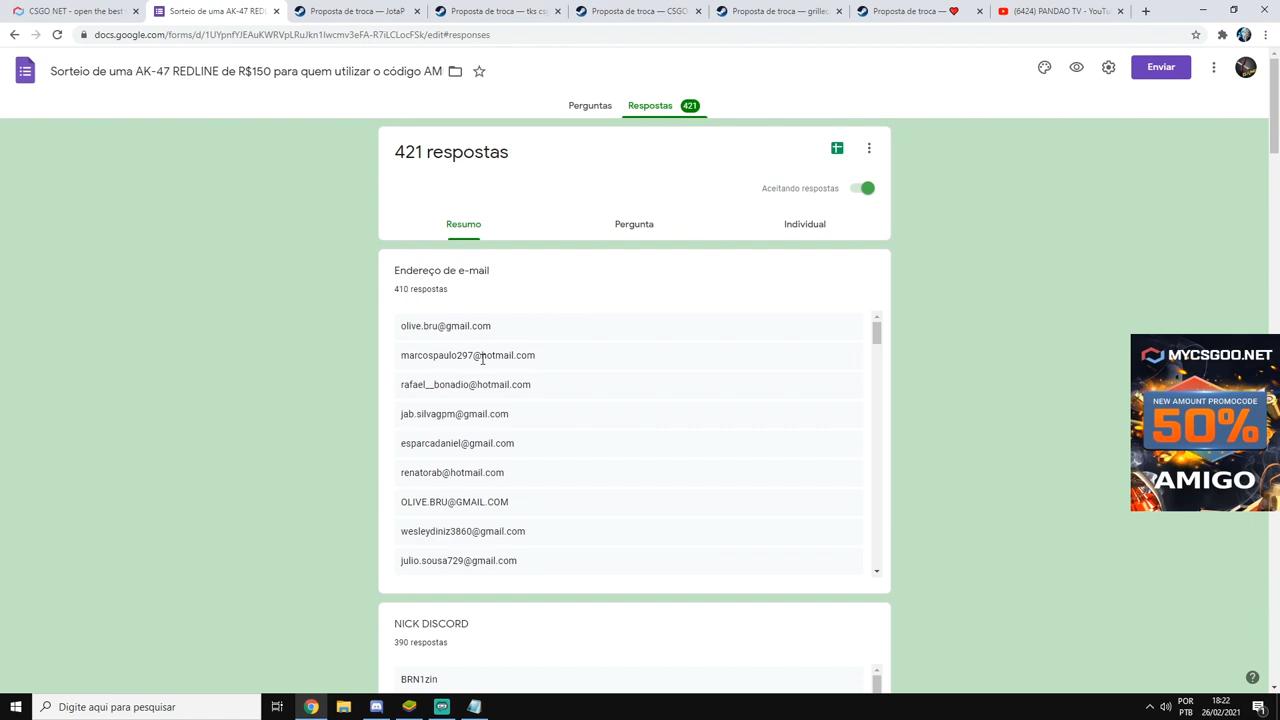 CSGO NET - open the best
Sorteio de uma AK-47 RED
Proposta de troca — JotaP
Proposta de troca — tks cs
Proposta de troca — CSGO
Proposta de troca — grille
Proposta de troca — ❤
(6424) PANDAO TV - YouT
docs.google.com/forms/d/1UYpnfYJEAuKWRVpLRuJkn1Iwcmv3eFA-R7iLCLocFSk/edit#responses
Sorteio de uma AK-47 REDLINE de R$150 para quem utilizar o código AM
Enviar
Perguntas
Respostas 421
421 respostas
Aceitando respostas
Resumo
Pergunta
Individual
Endereço de e-mail
410 respostas
olive.bru@gmail.com
marcospaulo297@hotmail.com
rafael__bonadio@hotmail.com
jab.silvagpm@gmail.com
esparcadaniel@gmail.com
renatorab@hotmail.com
OLIVE.BRU@GMAIL.COM
wesleydiniz3860@gmail.com
julio.sousa729@gmail.com
MYCSGOO.NET
NEW AMOUNT PROMOCODE
50%
AMIGO
NICK DISCORD
390 respostas
BRN1zin
Digite aqui para pesquisar
POR
PTB
18:22
26/02/2021
1